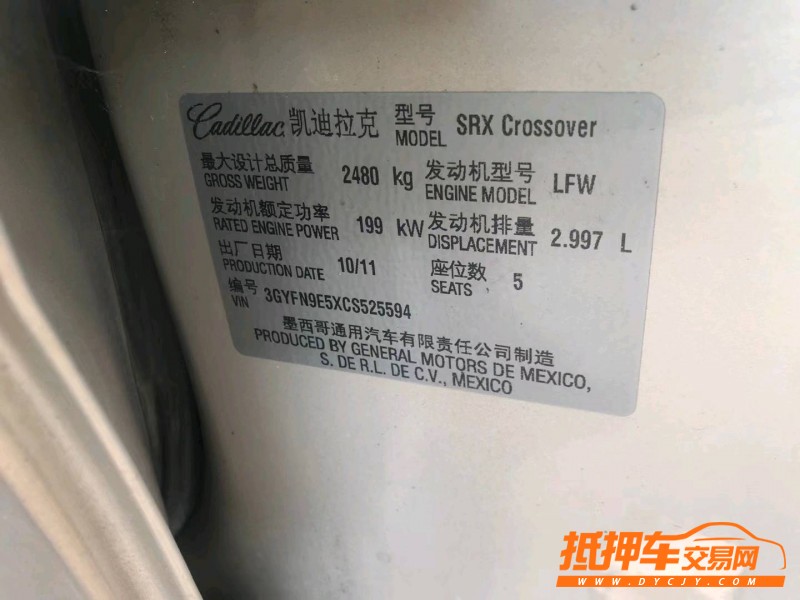 Cadillac 凯迪拉克 型号 MODEL SRX Crossover
最大设计总质量 GROSS WEIGHT 2480 kg 发动机型号 ENGINE MODEL LFW
发动机额定功率 RATED ENGINE POWER 199 kW 发动机排量 DISPLACEMENT 2.997 L
出厂日期 PRODUCTION DATE 10/11 座位数 SEATS 5
编号 VIN 3GYFN9E5XCS525594
墨西哥通用汽车有限责任公司制造
PRODUCED BY GENERAL MOTORS DE MEXICO,
S. DE R.L. DE C.V., MEXICO
抵押车交易网
WWW.DYCJY.COM